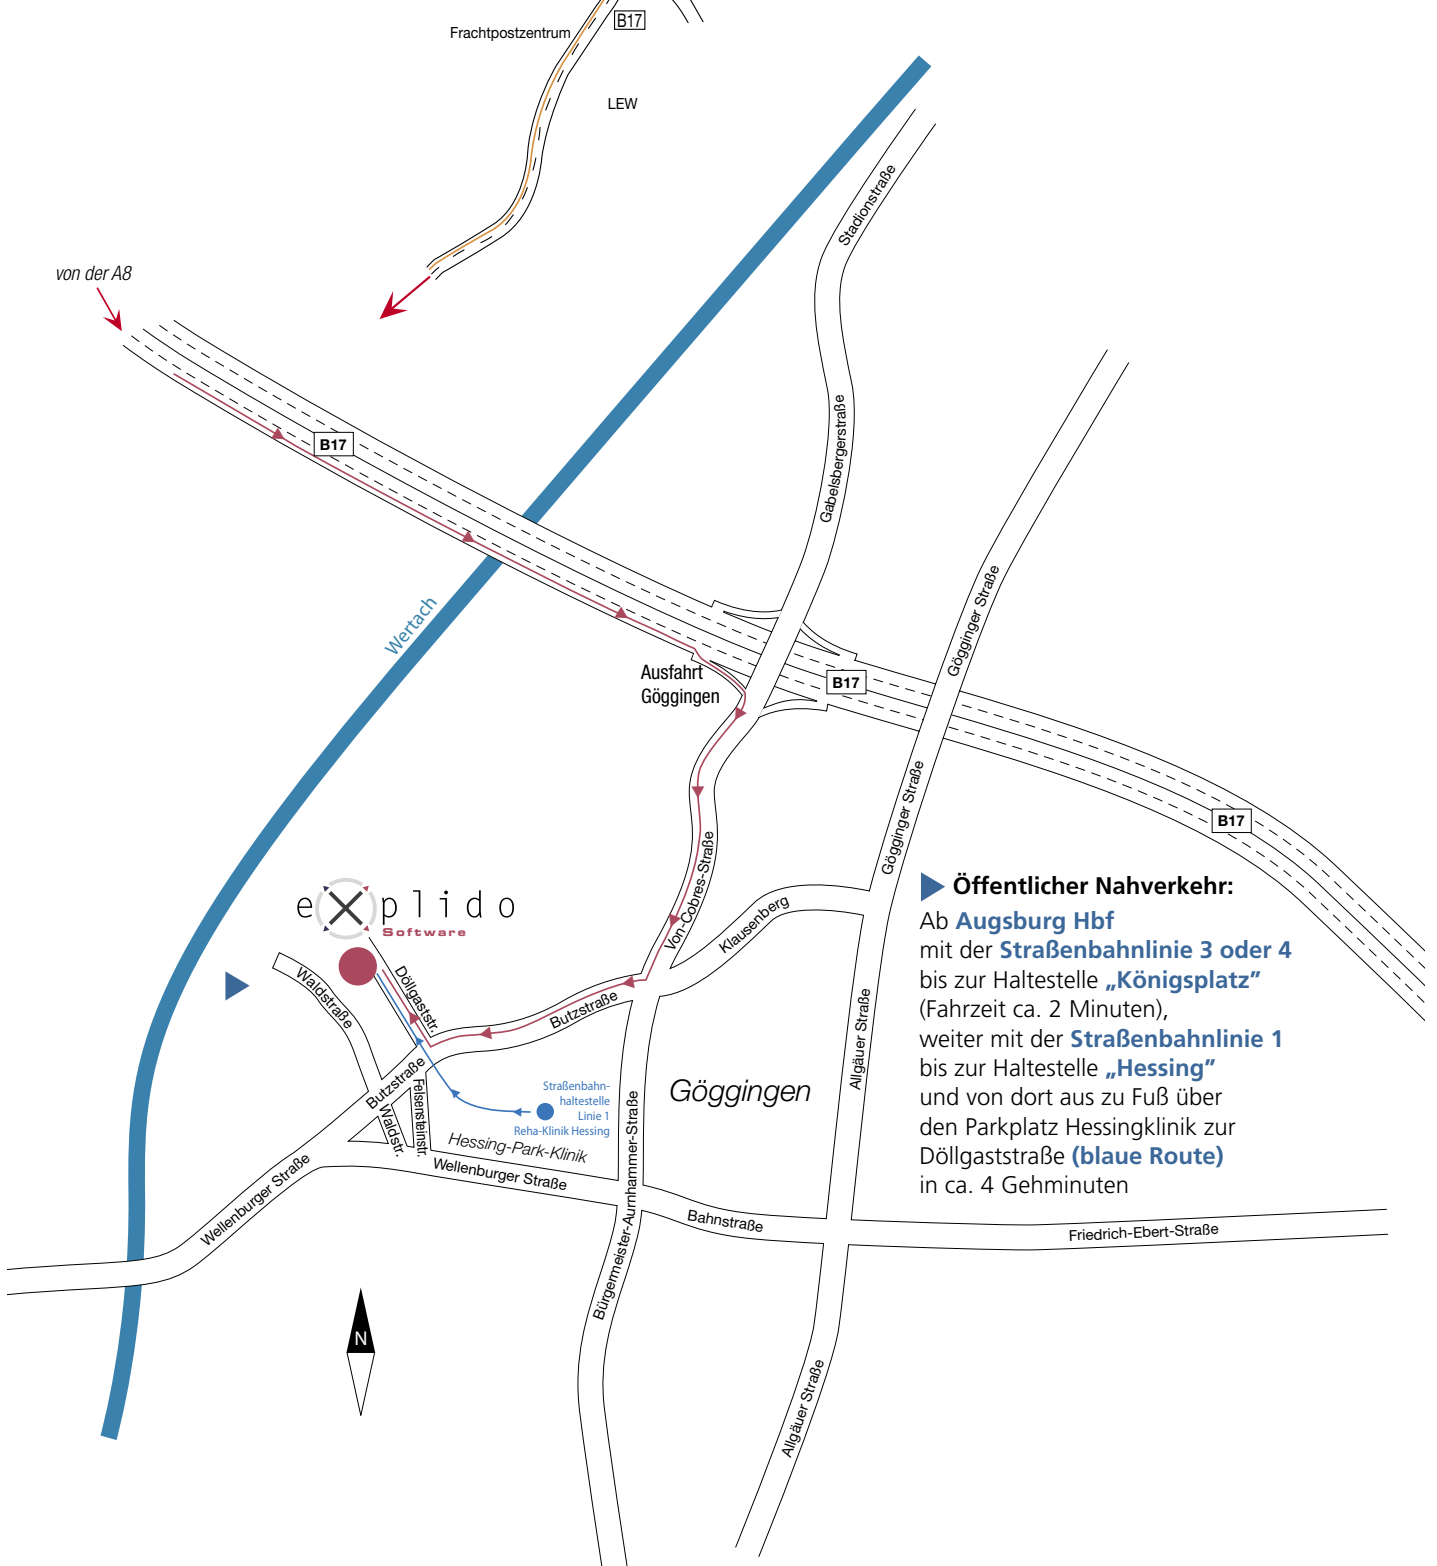 B17
Frachtpostzentrum
LEW
Stadionstraße
von der A8
B17
Gabelsbergerstraße
Wertach
Gögginger Straße
Ausfahrt
Göggingen
B17
Gögginger Straße
B17
Von-Cobres-Straße
explido
Software
Klausenberg
Waldstraße
Döllgaststr.
Butzstraße
Butzstraße
Felsensteinstr.
Waldstr.
Straßenbahn-
haltestelle
Linie 1
Reha-Klinik Hessing
Hessing-Park-Klinik
Göggingen
Allgäuer Straße
Wellenburger Straße
Wellenburger Straße
Bürgermeister-Aurnhammer-Straße
Bahnstraße
Friedrich-Ebert-Straße
Allgäuer Straße
N
Öffentlicher Nahverkehr:
Ab Augsburg Hbf
mit der Straßenbahnlinie 3 oder 4
bis zur Haltestelle „Königsplatz”
(Fahrzeit ca. 2 Minuten),
weiter mit der Straßenbahnlinie 1
bis zur Haltestelle „Hessing”
und von dort aus zu Fuß über
den Parkplatz Hessingklinik zur
Döllgaststraße (blaue Route)
in ca. 4 Gehminuten